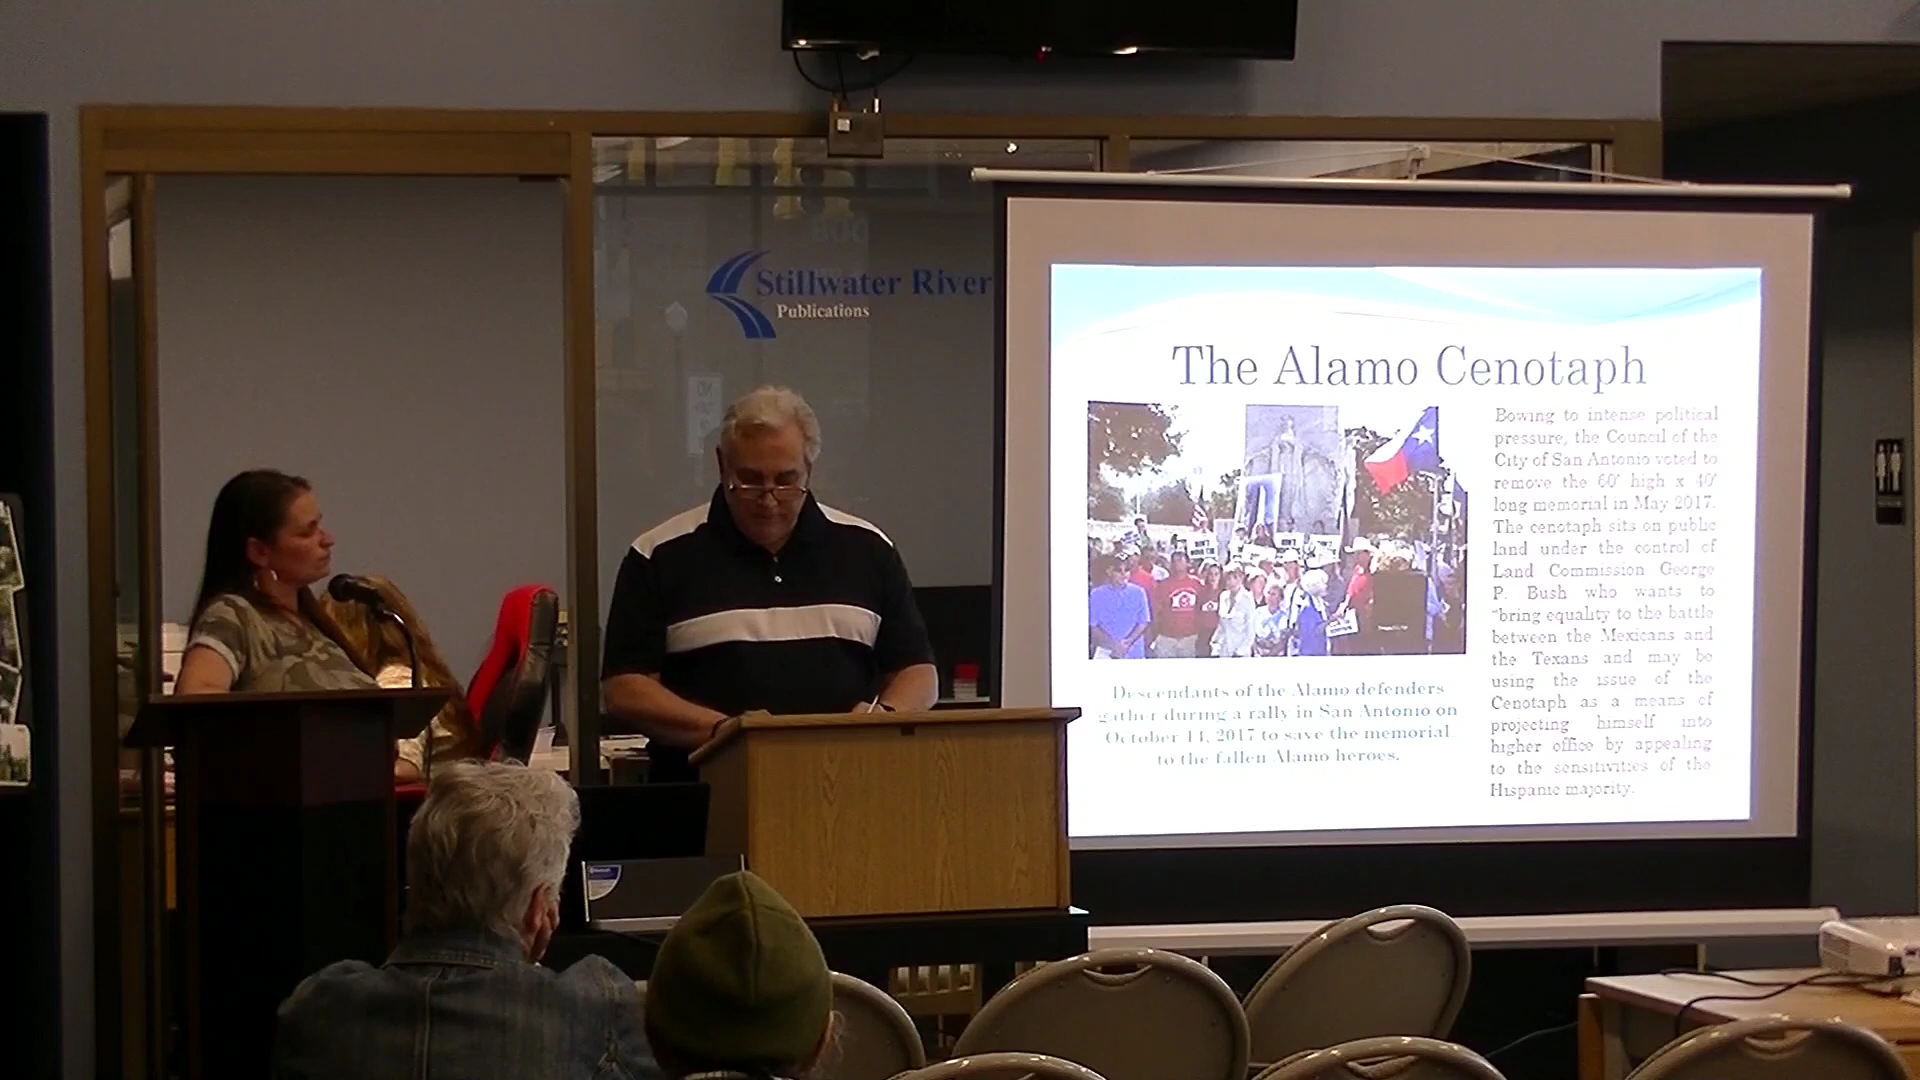 Stillwater River
Publications
The Alamo Cenotaph
Bowing to intense political
pressure, the Council of the
City of San Antonio voted to
remove the 60' high x 40'
long memorial in May 2017.
The cenotaph sits on public
land under the control of
Land Commission George
P. Bush who wants to
"bring equality to the battle
between the Mexicans and
the Texans and may be
using the issue of the
Cenotaph as a means of
projecting himself into
higher office by appealing
to the sensitivities of the
Hispanic majority.
Descendants of the Alamo defenders
gather during a rally in San Antonio on
October 14, 2017 to save the memorial
to the fallen Alamo heroes.